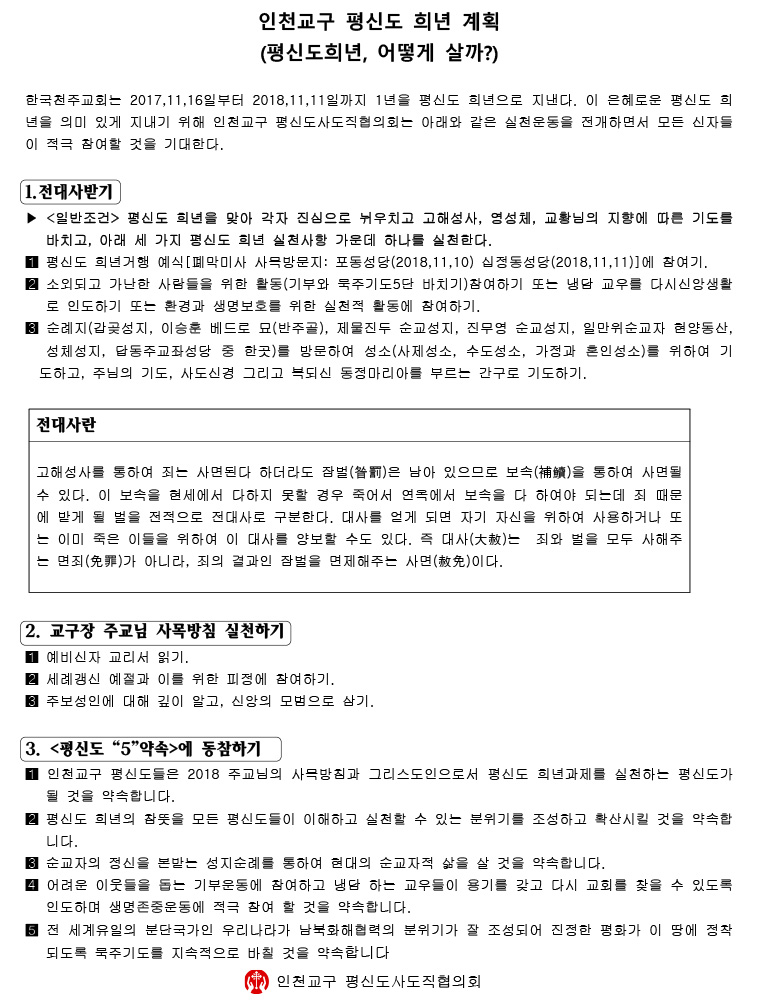 인천교구 평신도 희년 계획
(평신도희년, 어떻게 살까?)
한국천주교회는 2017,11,16일부터 2018,11,11일까지 1년을 평신도 희년으로 지낸다. 이 은혜로운 평신도 희
년을 의미 있게 지내기 위해 인천교구 평신도사도직협의회는 아래와 같은 실천운동을 전개하면서 모든 신자들
이 적극 참여할 것을 기대한다.
1.전대사받기
▶ <일반조건> 평신도 희년을 맞아 각자 진심으로 뉘우치고 고해성사, 영성체, 교황님의 지향에 따른 기도를
바치고, 아래 세 가지 평신도 희년 실천사항 가운데 하나를 실천한다.
1 평신도 희년거행 예식[폐막미사 사목방문지: 포동성당(2018,11,10) 십정동성당(2018,11,11)]에 참여기.
2 소외되고 가난한 사람들을 위한 활동(기부와 묵주기도5단 바치기)참여하기 또는 냉담 교우를 다시신앙생활
로 인도하기 또는 환경과 생명보호를 위한 실천적 활동에 참여하기.
3 순례지(갑곶성지, 이승훈 베드로 묘(반주골), 제물진두 순교성지, 진무영 순교성지, 일만위순교자 현양동산,
성체성지, 답동주교좌성당 중 한곳)를 방문하여 성소(사제성소, 수도성소, 가정과 혼인성소)를 위하여 기
도하고, 주님의 기도, 사도신경 그리고 복되신 동정마리아를 부르는 간구로 기도하기.
전대사란
고해성사를 통하여 죄는 사면된다 하더라도 잠벌(暫罰)은 남아 있으므로 보속(補贖)을 통하여 사면될
수 있다. 이 보속을 현세에서 다하지 못할 경우 죽어서 연옥에서 보속을 다 하여야 되는데 죄 때문
에 받게 될 벌을 전적으로 전대사로 구분한다. 대사를 얻게 되면 자기 자신을 위하여 사용하거나 또
는 이미 죽은 이들을 위하여 이 대사를 양보할 수도 있다. 즉 대사(大赦)는 죄와 벌을 모두 사해주
는 면죄(免罪)가 아니라, 죄의 결과인 잠벌을 면제해주는 사면(赦免)이다.
2. 교구장 주교님 사목방침 실천하기
1 예비신자 교리서 읽기.
2 세례갱신 예절과 이를 위한 피정에 참여하기.
3 주보성인에 대해 깊이 알고, 신앙의 모범으로 삼기.
3. <평신도 “5”약속>에 동참하기
1 인천교구 평신도들은 2018 주교님의 사목방침과 그리스도인으로서 평신도 희년과제를 실천하는 평신도가
될 것을 약속합니다.
2 평신도 희년의 참뜻을 모든 평신도들이 이해하고 실천할 수 있는 분위기를 조성하고 확산시킬 것을 약속합
니다.
3 순교자의 정신을 본받는 성지순례를 통하여 현대의 순교자적 삶을 살 것을 약속합니다.
4 어려운 이웃들을 돕는 기부운동에 참여하고 냉담 하는 교우들이 용기를 갖고 다시 교회를 찾을 수 있도록
인도하며 생명존중운동에 적극 참여 할 것을 약속합니다.
5 전 세계유일의 분단국가인 우리나라가 남북화해협력의 분위기가 잘 조성되어 진정한 평화가 이 땅에 정착
되도록 묵주기도를 지속적으로 바칠 것을 약속합니다
인천교구 평신도사도직협의회